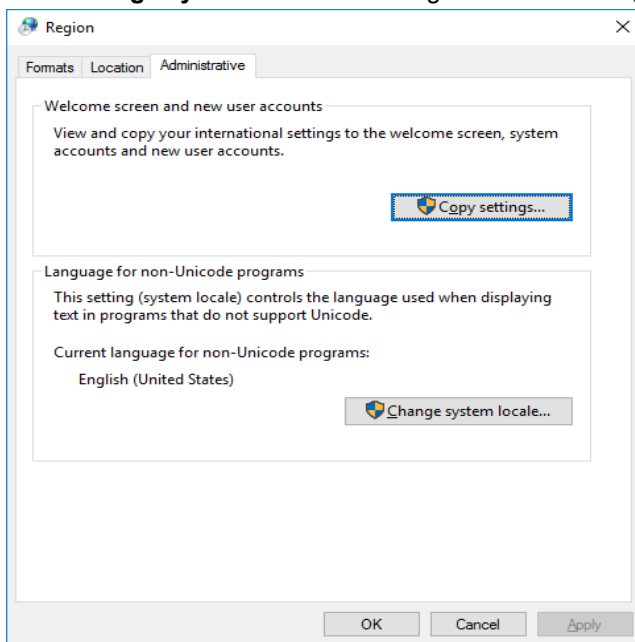 Region
Formats Location Administrative
Welcome screen and new user accounts
View and copy your international settings to the welcome screen, system
accounts and new user accounts.
Copy settings...
Language for non-Unicode programs
This setting (system locale) controls the language used when displaying
text in programs that do not support Unicode.
Current language for non-Unicode programs:
English (United States)
Change system locale...
OK Cancel Apply